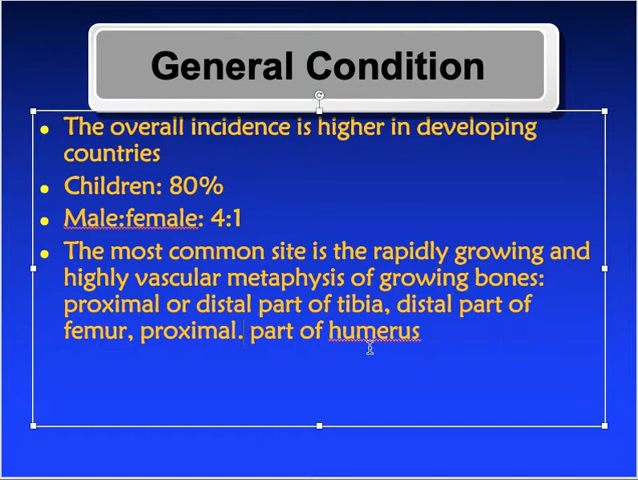 General Condition
The overall incidence is higher in developing
countries
Children: 80%
Male:female: 4:1
The most common site is the rapidly growing and
highly vascular metaphysis of growing bones:
proximal or distal part of tibia, distal part of
femur, proximal. part of humerus